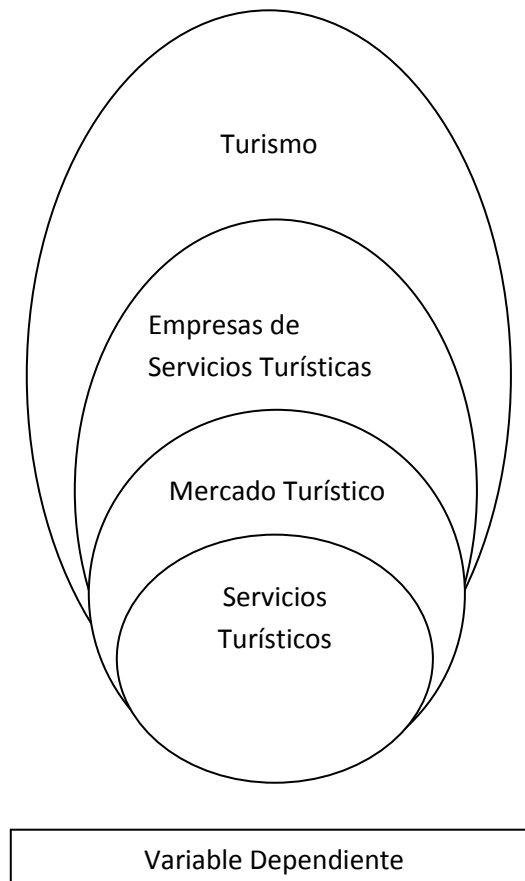 Turismo
Empresas de
Servicios Turísticas
Mercado Turístico
Servicios
Turísticos
Variable Dependiente